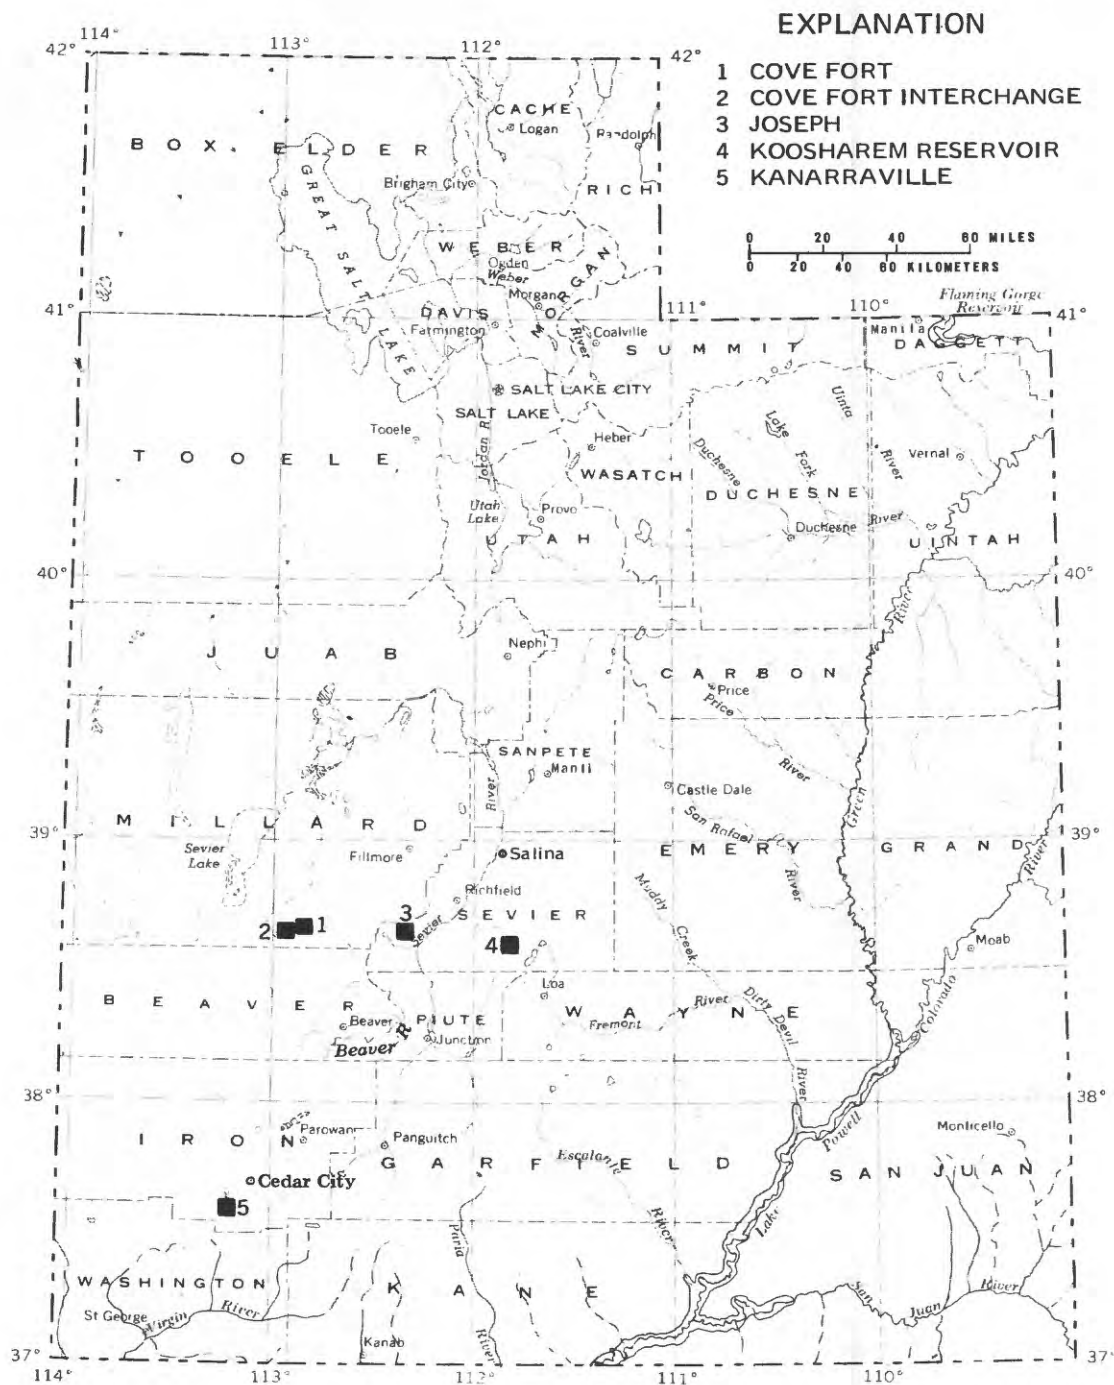 EXPLANATION
1 COVE FORT
2 COVE FORT INTERCHANGE
3 JOSEPH
4 KOOSHAREM RESERVOIR
5 KANARRAVILLE
0 20 40 60 MILES
0 20 40 60 KILOMETERS
114° 113° 112°
42° 42°
CACHE
Logan
Randolph
BOX ELDER
Brigham City
RICH
GREAT SALT LAKE
WEBER
Ogden
Weber
River
MORGAN
Morgan
DAVIS
Farmington
Coalville
41° 111° 110° 41°
Flaming Gorge
Reservoir
Manila
DAGGETT
SUMMIT
SALT LAKE CITY
SALT LAKE
Jordan R
Tooele
TOOELE
Heber
WASATCH
Uinta
River
Lake
Fork
Duchesne
River
Vernal
DUCHESNE
Duchesne
UINTAH
Utah
Lake
Provo
UTAH
40° 40°
River
JUAB
Nephi
CARBON
Price
Price
River
SANPETE
Manti
River
Castle Dale
San Rafael
River
Green
MILLARD
39° 39°
Sevier
Lake
Fillmore
Salina
EMERY
GRAND
River
Richfield
SEVIER
Muddy
Creek
2 1 3 4
Sevier
Moab
BEAVER
Beaver
Beaver R
PIUTE
Junction
Loa
WAYNE
Fremont
River
Dirty Devil
River
Colorado
38° 38°
IRON
Parowan
Panguitch
GARFIELD
Escalante
River
Powell
Lake
Monticello
SAN JUAN
Cedar City
5
WASHINGTON
St George
Virgin
River
KANE
Kanab
Paria
River
San
Juan
River
37° 37°
114° 113° 112° 111° 110°